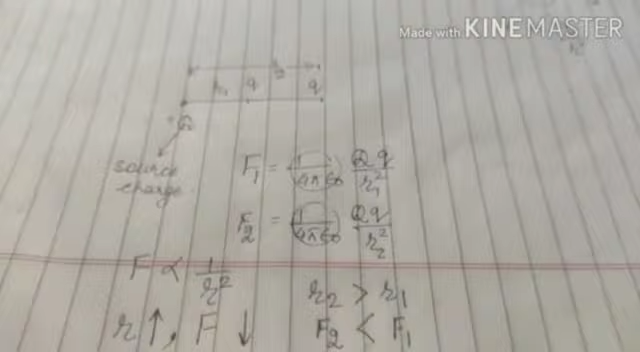 Made with KINEMASTER
r₂
r₁ q q
Q
source
charge
F₁ = 1/4πε₀ Qq/r₁²
F₂ = 1/4πε₀ Qq/r₂²
F ∝ 1/r²
r₂ > r₁
r ↑, F ↓ F₂ < F₁